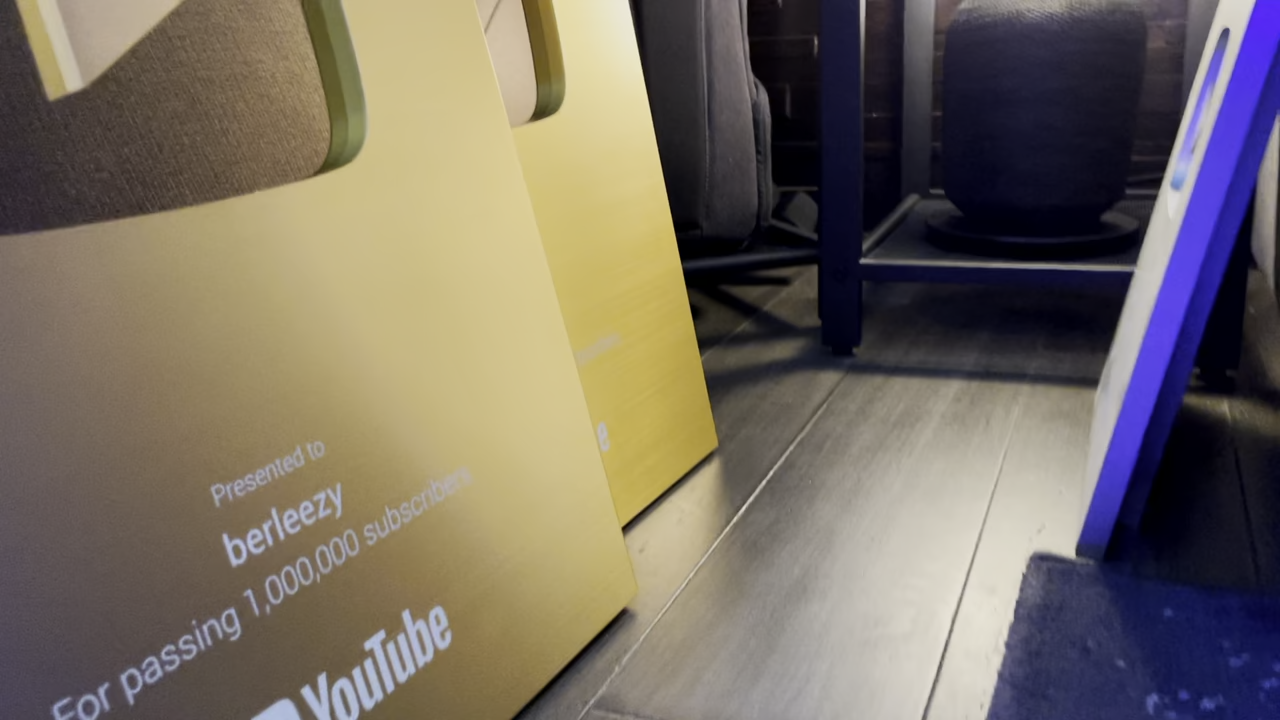 Presented to
berleezy
For passing 1,000,000 subscribers
YouTube
e